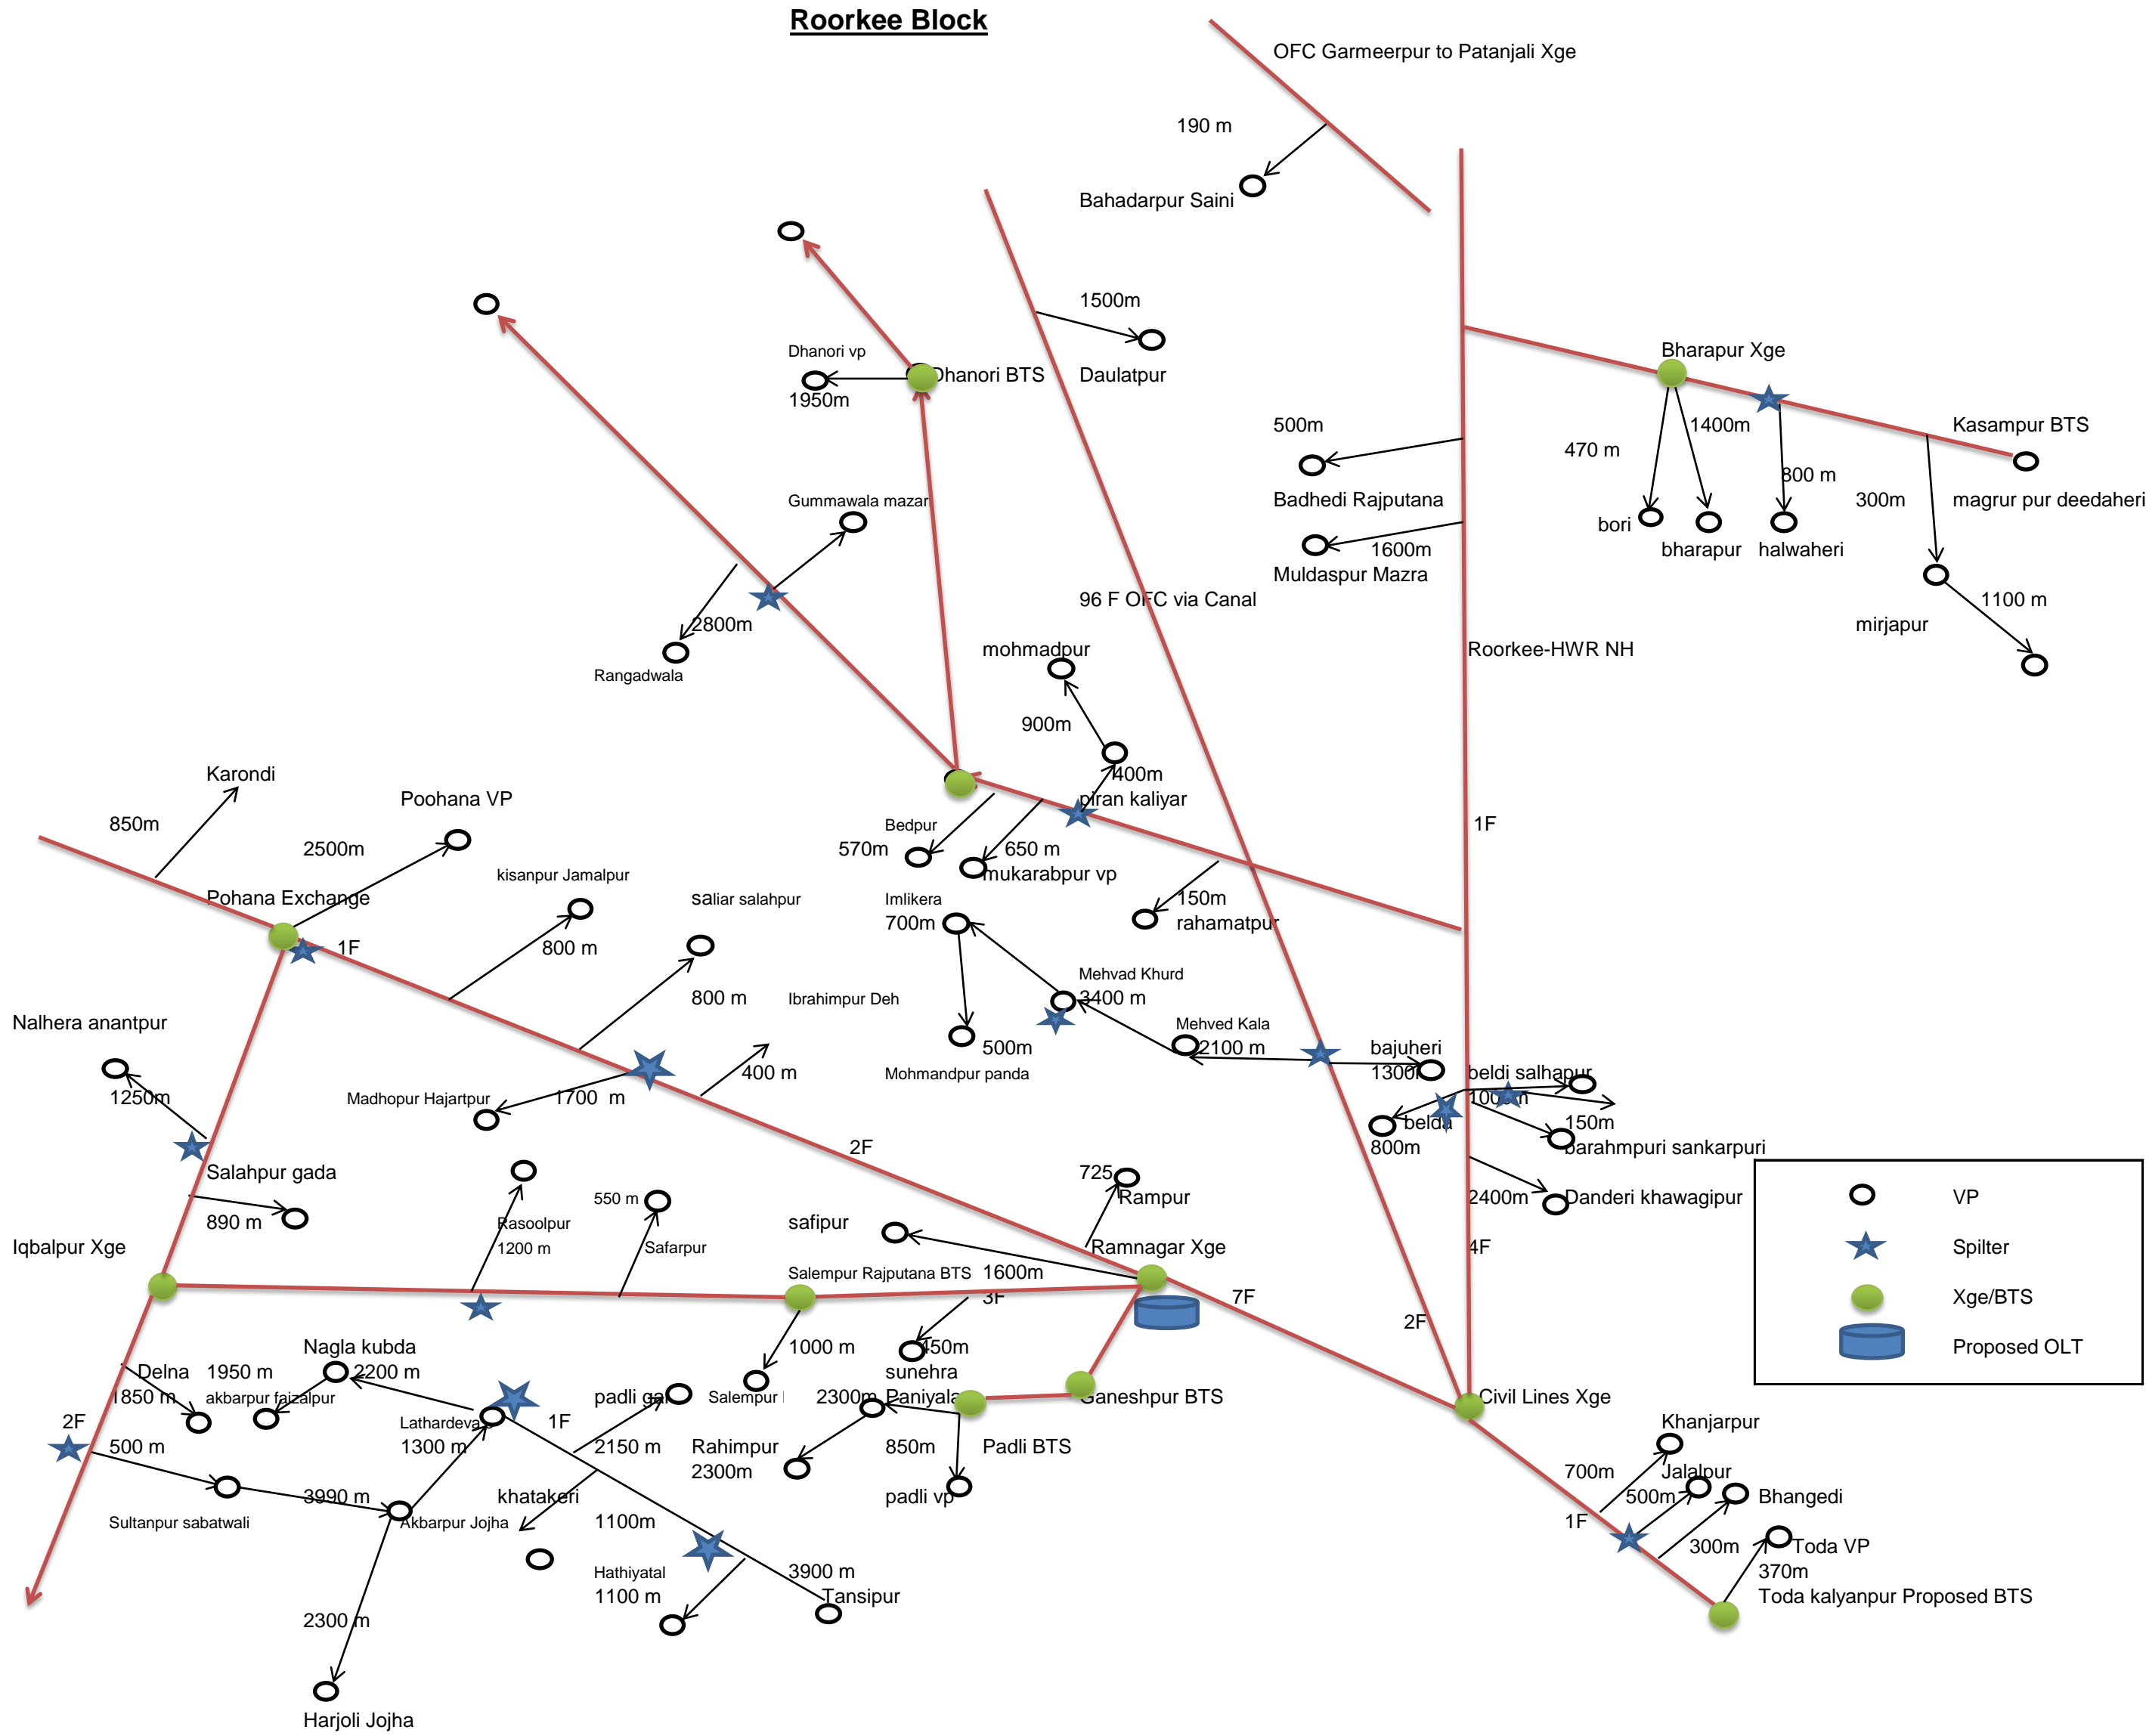 Roorkee Block
OFC Garmeerpur to Patanjali Xge
190 m
Bahadarpur Saini
1500m
Daulatpur
Dhanori vp
1950m
Dhanori BTS
Bharapur Xge
500m
Badhedi Rajputana
1600m
Muldaspur Mazra
470 m
1400m
800 m
Kasampur BTS
300m
magrur pur deedaheri
bori
bharapur
halwaheri
1100 m
mirjapur
Gummawala mazar
2800m
Rangadwala
96 F OFC via Canal
Roorkee-HWR NH
mohmadpur
900m
400m
piran kaliyar
1F
Karondi
850m
Poohana VP
2500m
Pohana Exchange
1F
kisanpur Jamalpur
800 m
saliar salahpur
800 m
Bedpur
570m
650 m
mukarabpur vp
150m
rahamatpur
Imlikera
700m
Mehvad Khurd
3400 m
Ibrahimpur Deh
400 m
500m
Mohmandpur panda
Mehved Kala
2100 m
bajuheri
beldi salhapur
belda
800m
150m
barahmpuri sankarpuri
2400m
Danderi khawagipur
4F
Nalhera anantpur
1250m
Madhopur Hajartpur
1700 m
2F
Salahpur gada
890 m
Rasoolpur
1200 m
550 m
Safarpur
safipur
725
Rampur
Iqbalpur Xge
Ramnagar Xge
Salempur Rajputana BTS
1600m
3F
7F
2F
VP
Spilter
Xge/BTS
Proposed OLT
Delna
1850 m
1950 m
akbarpur faizalpur
Nagla kubda
2200 m
1000 m
450m
sunehra
2F
500 m
Lathardeva
1300 m
1F
padli
2150 m
Salempur
2300m
Paniyala
Ganeshpur BTS
Civil Lines Xge
Rahimpur
2300m
850m
Padli BTS
padli vp
Khanjarpur
700m
Jalalpur
500m
Bhangedi
1F
300m
Toda VP
370m
Toda kalyanpur Proposed BTS
3990 m
Sultanpur sabatwali
Akbarpur Jojha
khatakeri
1100m
Hathiyatal
1100 m
3900 m
Tansipur
2300 m
Harjoli Jojha